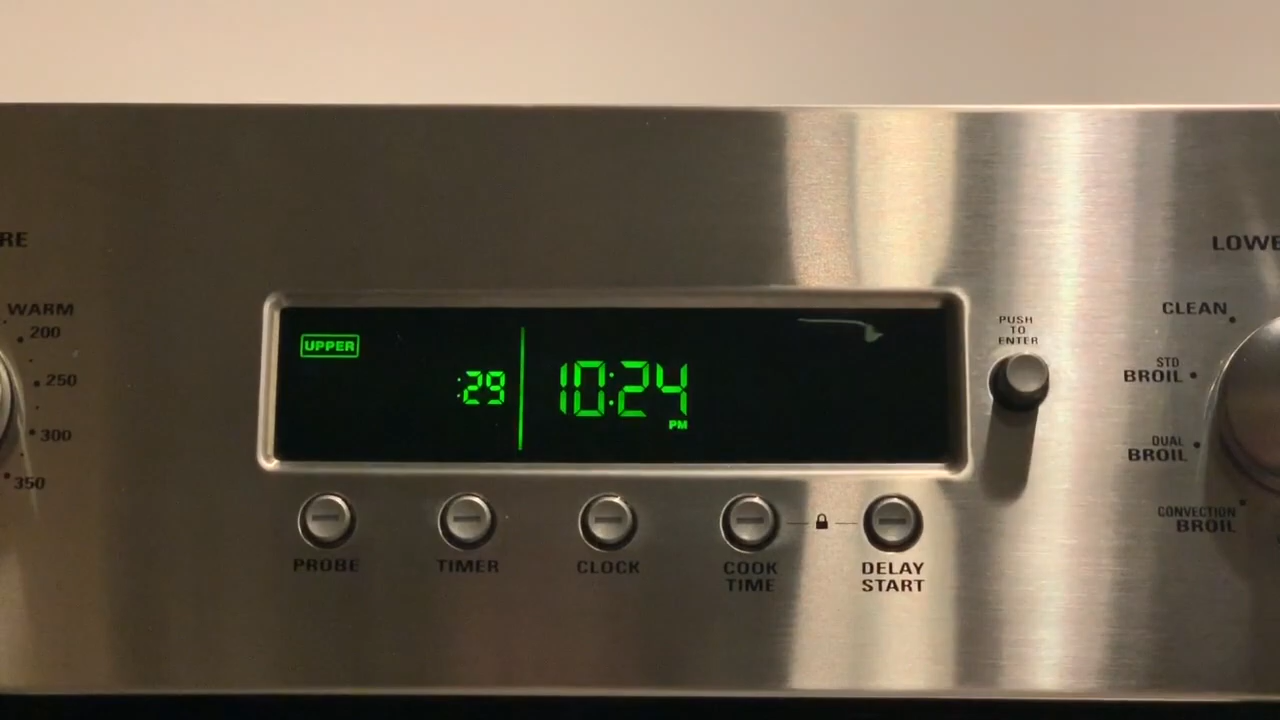 RE
LOWE
WARM
200
250
300
350
UPPER
:29
10:24
PM
PUSH
TO
ENTER
CLEAN
STD
BROIL
DUAL
BROIL
CONVECTION
BROIL
PROBE
TIMER
CLOCK
COOK
TIME
DELAY
START